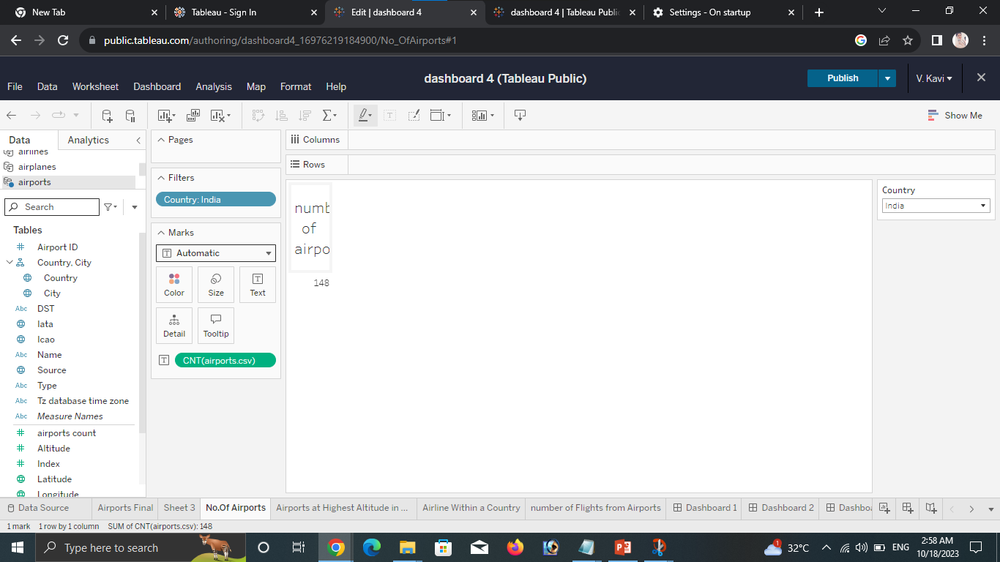 New Tab
Tableau - Sign In
Edit | dashboard 4
dashboard 4 | Tableau Public
Settings - On startup
public.tableau.com/authoring/dashboard4_16976219184900/No_OfAirports#1
dashboard 4 (Tableau Public)
Publish
V. Kavi
File Data Worksheet Dashboard Analysis Map Format Help
Show Me
Data Analytics
Pages
Columns
airlines
airplanes
Rows
airports
Filters
Country
Country: India
India
Search
numb
of
airpo
148
Tables
Marks
Airport ID
Automatic
Country, City
Country
City
Color Size Text
DST
Iata
Detail Tooltip
Icao
Name
CNT(airports.csv)
Source
Type
Abc Tz database time zone
Abc Measure Names
airports count
Altitude
Index
Latitude
Longitude
Data Source Airports Final Sheet 3 No.Of Airports Airports at Highest Altitude in ... Airline Within a Country number of Flights from Airports Dashboard 1 Dashboard 2 Dashboa
1 mark 1 row by 1 column SUM of CNT(airports.csv): 148
Type here to search
1
32°C
ENG
2:58 AM
10/18/2023